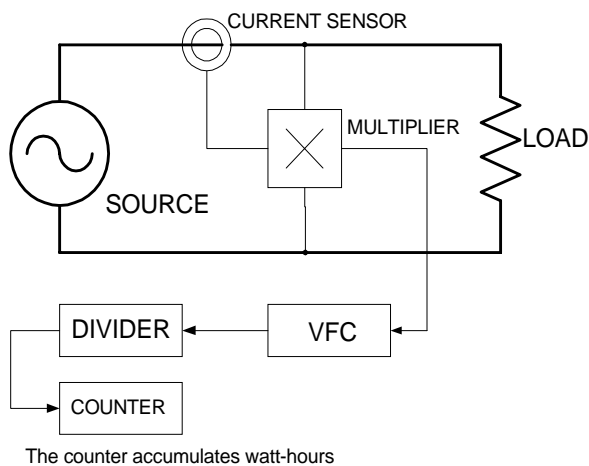 CURRENT SENSOR
MULTIPLIER
LOAD
SOURCE
DIVIDER
VFC
COUNTER
The counter accumulates watt-hours